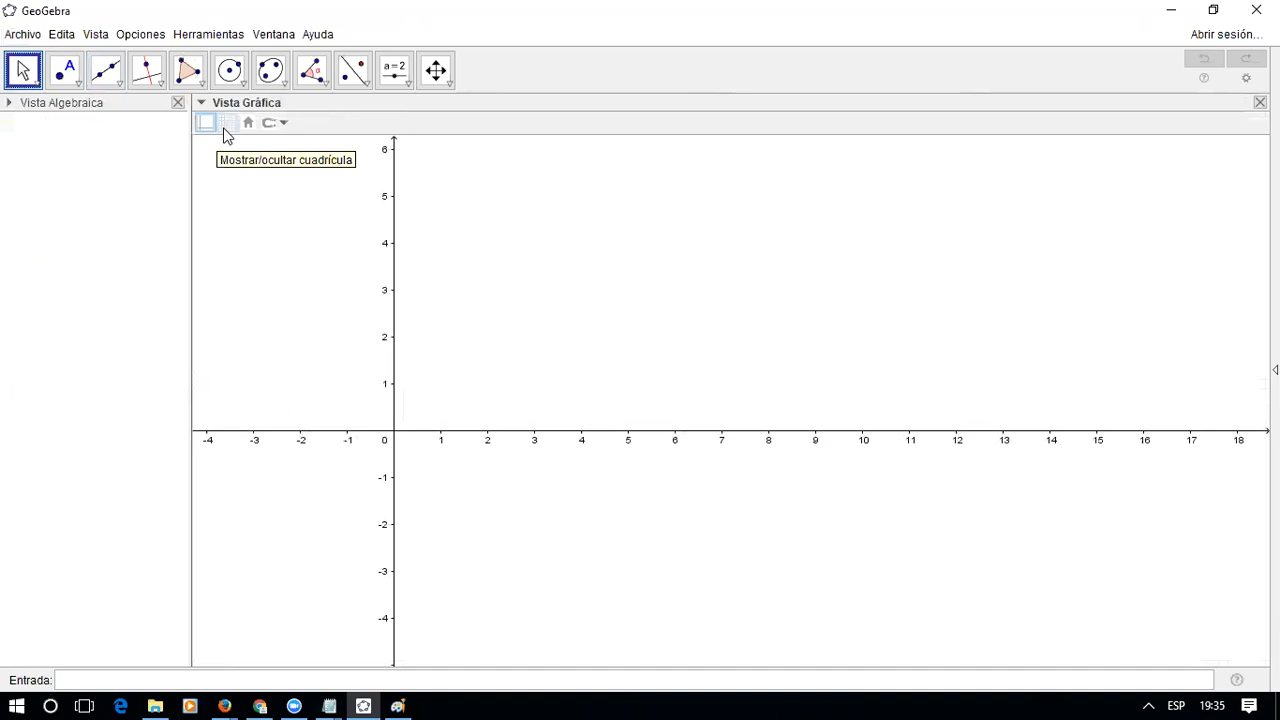 GeoGebra
Archivo Edita Vista Opciones Herramientas Ventana Ayuda Abrir sesión...
A a=2 α
Vista Algebraica Vista Gráfica
Mostrar/ocultar cuadrícula
6
5
4
3
2
1
-4 -3 -2 -1 0 1 2 3 4 5 6 7 8 9 10 11 12 13 14 15 16 17 18
-1
-2
-3
-4
Entrada:
ESP 19:35